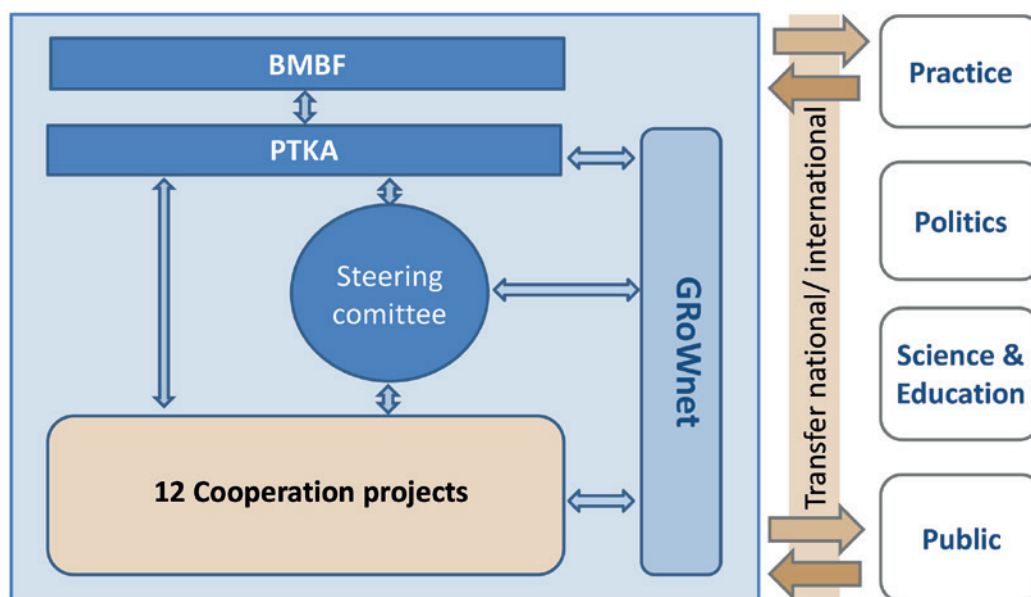 BMBF
PTKA
Steering
comittee
12 Cooperation projects
GRoWnet
Transfer national/ international
Practice
Politics
Science &
Education
Public